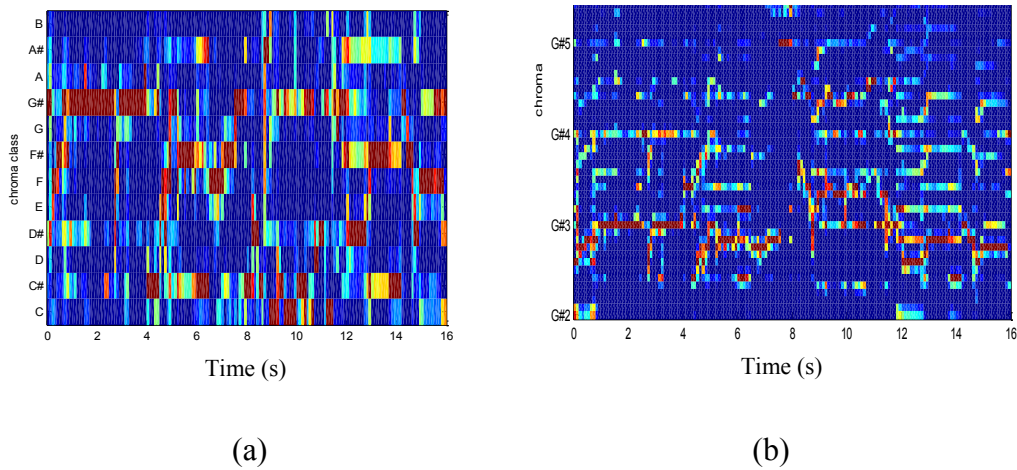 chroma class
B
A#
A
G#
G
F#
F
E
D#
D
C#
C
0 2 4 6 8 10 12 14 16
Time (s)
(a)
chroma
G#5
G#4
G#3
G#2
0 2 4 6 8 10 12 14 16
Time (s)
(b)